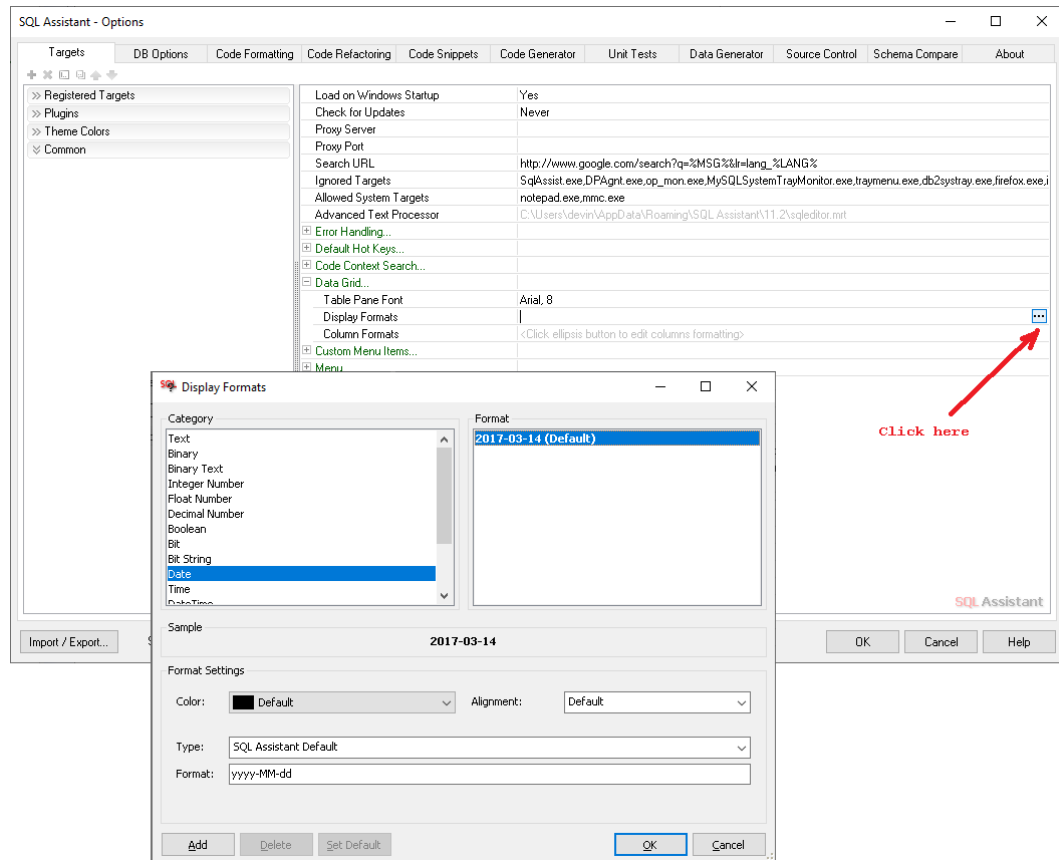 SQL Assistant - Options
Targets DB Options Code Formatting Code Refactoring Code Snippets Code Generator Unit Tests Data Generator Source Control Schema Compare About
Registered Targets
Plugins
Theme Colors
Common
Load on Windows Startup Yes
Check for Updates Never
Proxy Server
Proxy Port
Search URL http://www.google.com/search?q=%MSG%&lr=lang_%LANG%
Ignored Targets SqlAssist.exe,DPAgnt.exe,op_mon.exe,MySQLSystemTrayMonitor.exe,traymenu.exe,db2systray.exe,firefox.exe,i
Allowed System Targets notepad.exe,mmc.exe
Advanced Text Processor C:\Users\devin\AppData\Roaming\SQL Assistant\11.2\sqleditor.mrt
Error Handling...
Default Hot Keys...
Code Context Search...
Data Grid...
Table Pane Font Arial, 8
Display Formats ...
Column Formats <Click ellipsis button to edit columns formatting>
Custom Menu Items...
Menu
Click here
SQL Assistant
Import / Export... S OK Cancel Help
SQL Display Formats
Category
Text
Binary
Binary Text
Integer Number
Float Number
Decimal Number
Boolean
Bit
Bit String
Date
Time
DateTime
Format
2017-03-14 (Default)
Sample
2017-03-14
Format Settings
Color: Default Alignment: Default
Type: SQL Assistant Default
Format: yyyy-MM-dd
Add Delete Set Default OK Cancel